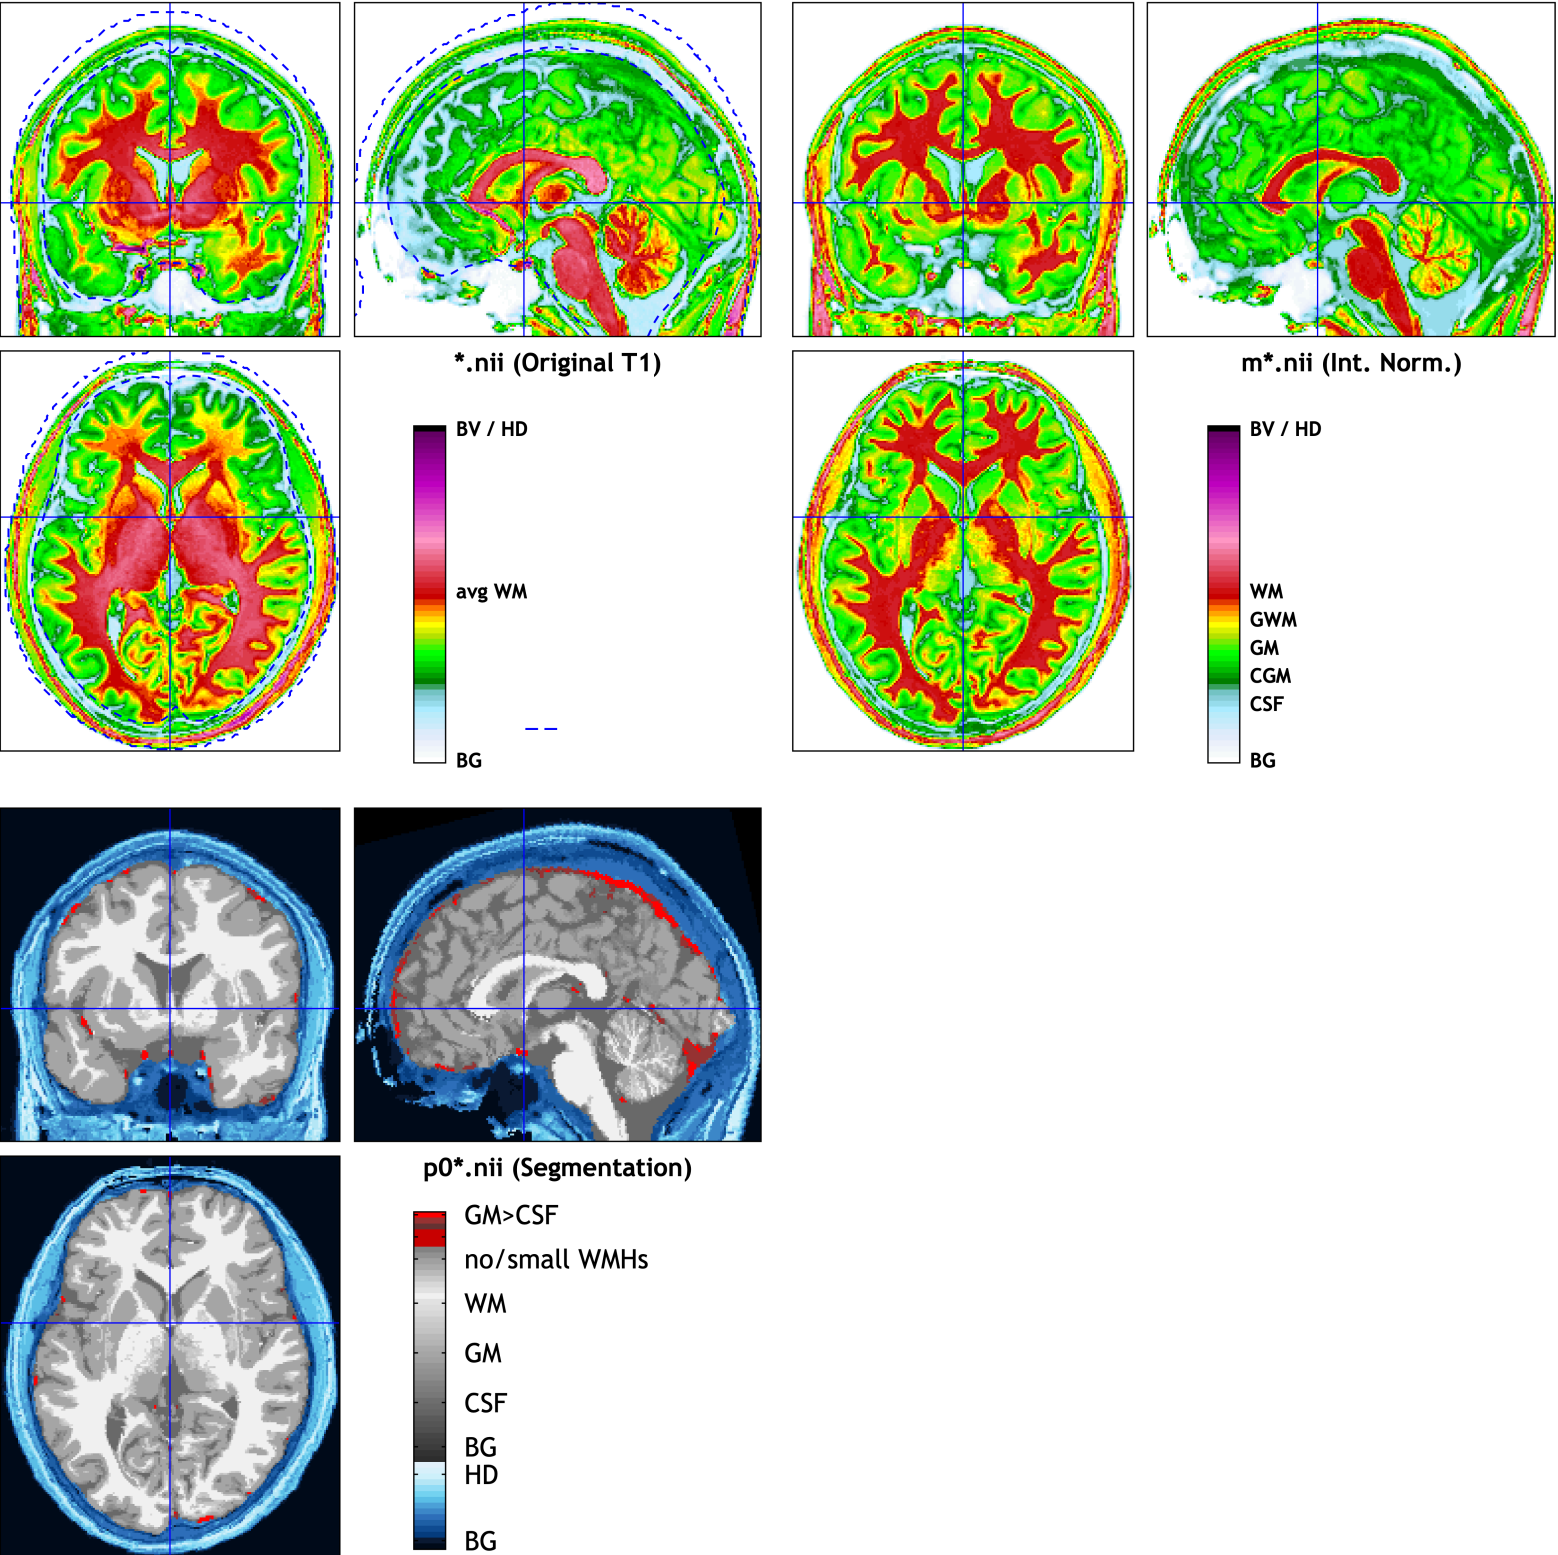 *.nii (Original T1)
BV / HD
avg WM
BG
m*.nii (Int. Norm.)
BV / HD
WM
GWM
GM
CGM
CSF
BG
p0*.nii (Segmentation)
GM>CSF
no/small WMHs
WM
GM
CSF
BG
HD
BG